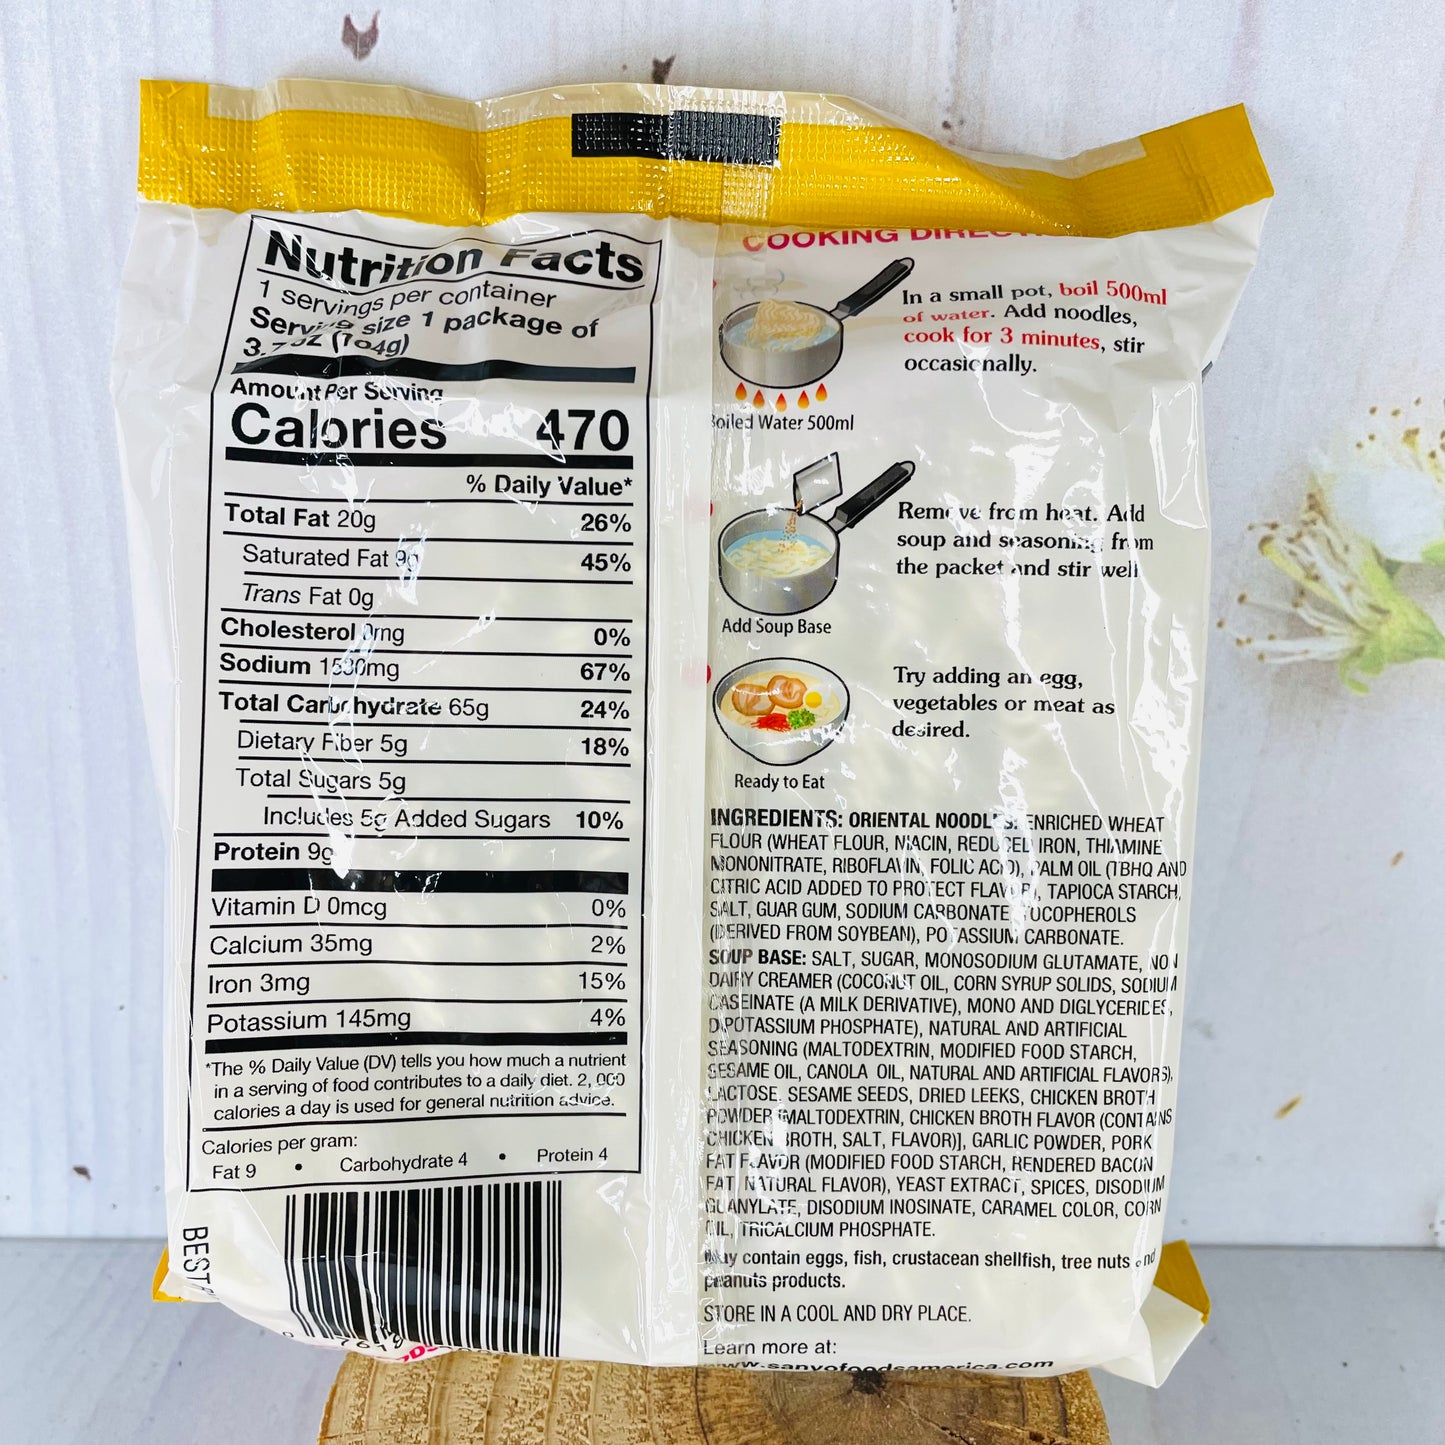 Nutrition Facts
1 servings per container
Serving size 1 package of
3.7oz (104g)
Amount Per Serving
Calories 470
% Daily Value*
Total Fat 20g 26%
Saturated Fat 9g 45%
Trans Fat 0g
Cholesterol 0mg 0%
Sodium 1530mg 67%
Total Carbohydrate 65g 24%
Dietary Fiber 5g 18%
Total Sugars 5g
Includes 5g Added Sugars 10%
Protein 9g
Vitamin D 0mcg 0%
Calcium 35mg 2%
Iron 3mg 15%
Potassium 145mg 4%
*The % Daily Value (DV) tells you how much a nutrient
in a serving of food contributes to a daily diet. 2, 000
calories a day is used for general nutrition advice.
Calories per gram:
Fat 9 • Carbohydrate 4 • Protein 4
BEST
COOKING
In a small pot, boil 500ml
of water. Add noodles,
cook for 3 minutes, stir
occasionally.
Boiled Water 500ml
Remove from heat. Add
soup and seasoning from
the packet and stir well
Add Soup Base
Try adding an egg,
vegetables or meat as
desired.
Ready to Eat
INGREDIENTS: ORIENTAL NOODLES: ENRICHED WHEAT
FLOUR (WHEAT FLOUR, NIACIN, REDUCED IRON, THIAMINE
MONONITRATE, RIBOFLAVIN, FOLIC ACID), PALM OIL (TBHQ AND
CITRIC ACID ADDED TO PROTECT FLAVOR), TAPIOCA STARCH,
SALT, GUAR GUM, SODIUM CARBONATE, TOCOPHEROLS
(DERIVED FROM SOYBEAN), POTASSIUM CARBONATE.
SOUP BASE: SALT, SUGAR, MONOSODIUM GLUTAMATE, NON
DAIRY CREAMER (COCONUT OIL, CORN SYRUP SOLIDS, SODIUM
CASEINATE (A MILK DERIVATIVE), MONO AND DIGLYCERIDES,
DIPOTASSIUM PHOSPHATE), NATURAL AND ARTIFICIAL
SEASONING (MALTODEXTRIN, MODIFIED FOOD STARCH,
SESAME OIL, CANOLA OIL, NATURAL AND ARTIFICIAL FLAVORS),
LACTOSE, SESAME SEEDS, DRIED LEEKS, CHICKEN BROTH
POWDER [MALTODEXTRIN, CHICKEN BROTH FLAVOR (CONTAINS
CHICKEN BROTH, SALT, FLAVOR)], GARLIC POWDER, PORK
FAT FLAVOR (MODIFIED FOOD STARCH, RENDERED BACON
FAT, NATURAL FLAVOR), YEAST EXTRACT, SPICES, DISODIUM
GUANYLATE, DISODIUM INOSINATE, CARAMEL COLOR, CORN
OIL, TRICALCIUM PHOSPHATE.
May contain eggs, fish, crustacean shellfish, tree nuts and
peanuts products.
STORE IN A COOL AND DRY PLACE.
Learn more at:
www.sanyofoodsamerica.com